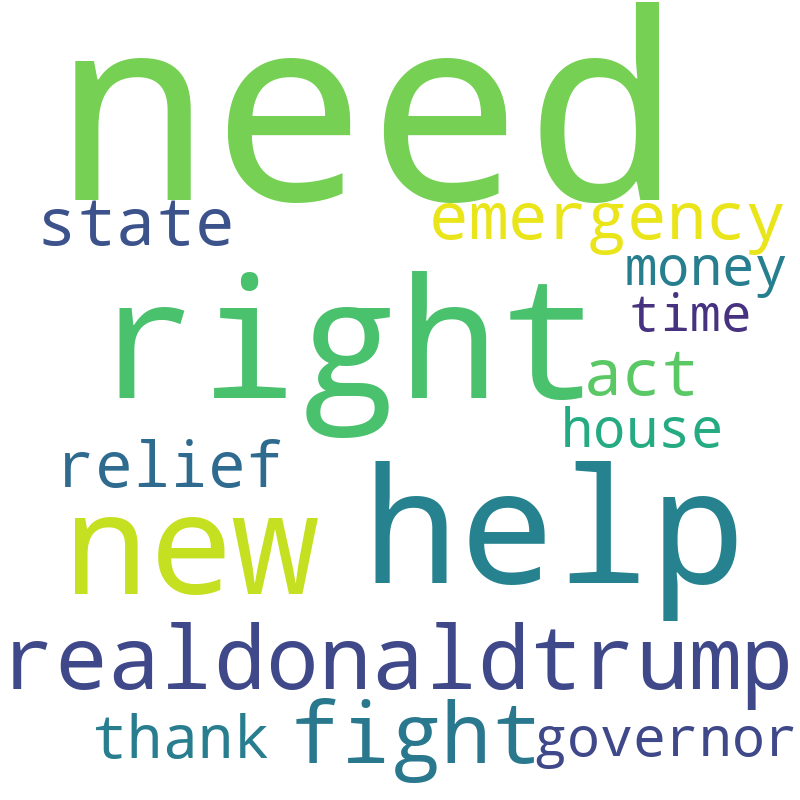 need
state
emergency
money
right
time
act
house
relief
help
new
realdonaldtrump
thank
fight
governor